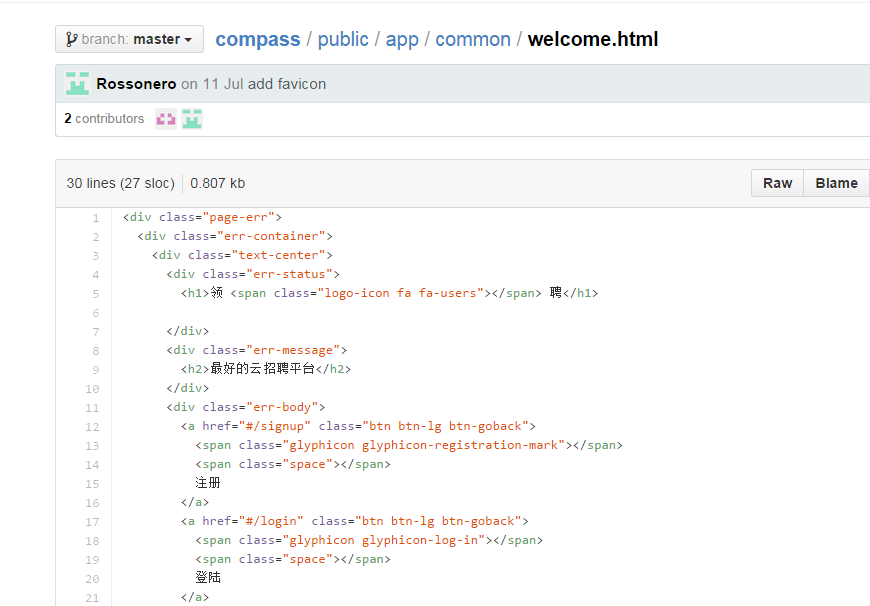 branch: master compass / public / app / common / welcome.html
Rossonero on 11 Jul add favicon
2 contributors
30 lines (27 sloc) 0.807 kb Raw Blame
1 <div class="page-err">
2 <div class="err-container">
3 <div class="text-center">
4 <div class="err-status">
5 <h1>领 <span class="logo-icon fa fa-users"></span> 聘</h1>
6
7 </div>
8 <div class="err-message">
9 <h2>最好的云招聘平台</h2>
10 </div>
11 <div class="err-body">
12 <a href="#/signup" class="btn btn-lg btn-goback">
13 <span class="glyphicon glyphicon-registration-mark"></span>
14 <span class="space"></span>
15 注册
16 </a>
17 <a href="#/login" class="btn btn-lg btn-goback">
18 <span class="glyphicon glyphicon-log-in"></span>
19 <span class="space"></span>
20 登陆
21 </a>